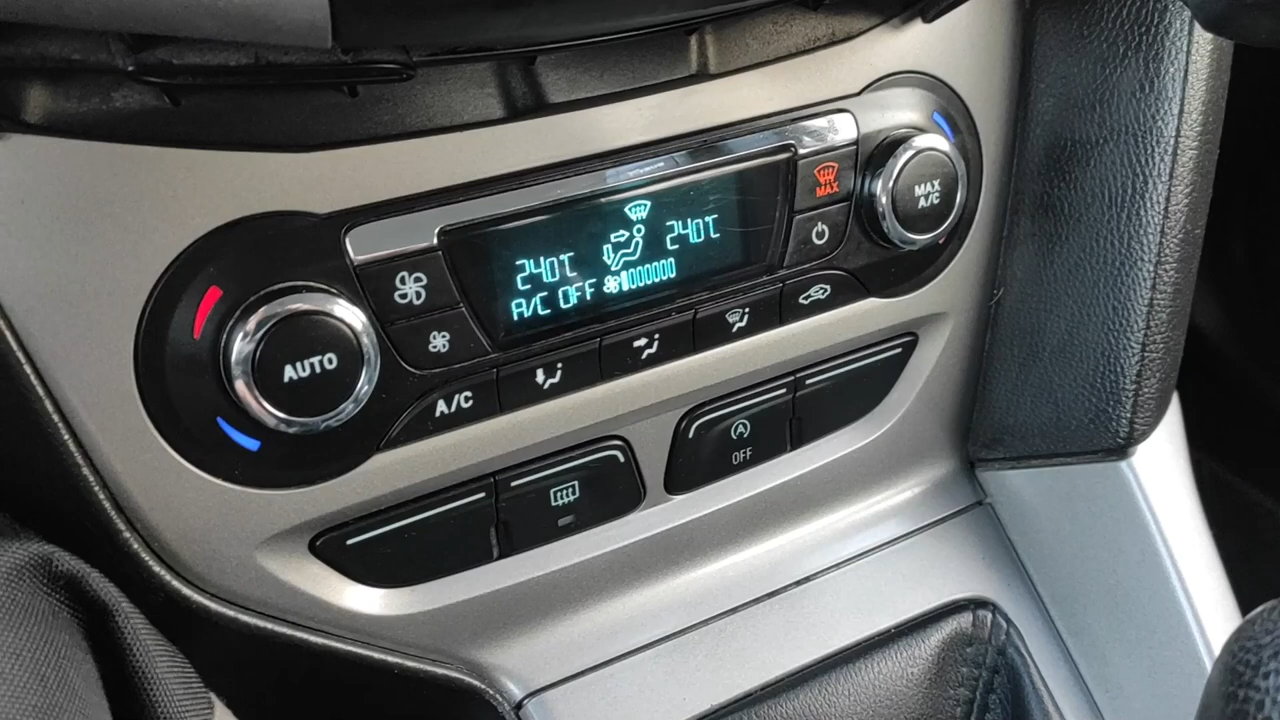 MAX
MAX
A/C
24.0℃
24.0℃
A/C OFF
AUTO
A/C
A
OFF